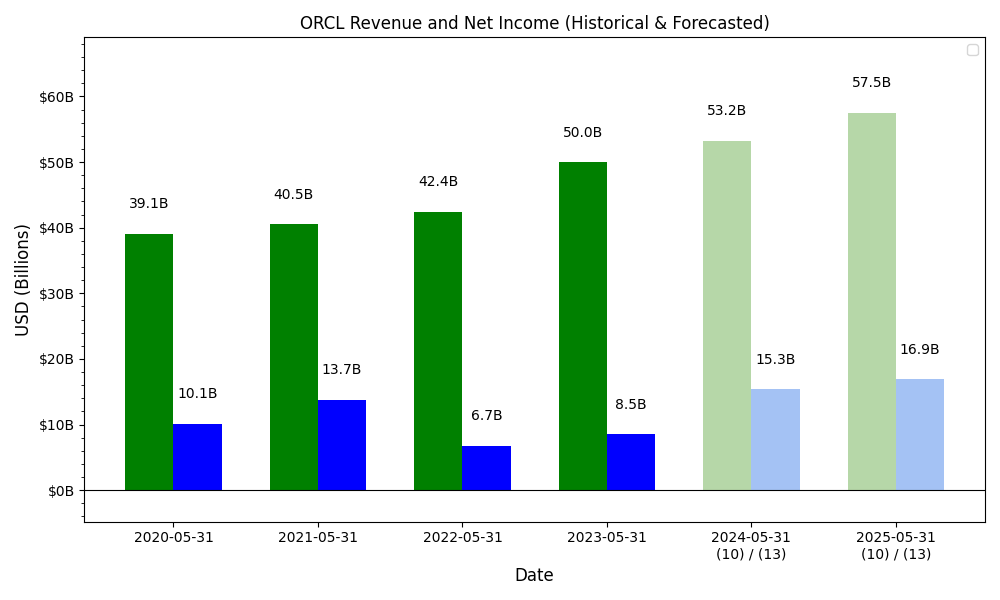 ORCL Revenue and Net Income (Historical & Forecasted)
USD (Billions)
$60B
$50B
$40B
$30B
$20B
$10B
$0B
39.1B
10.1B
40.5B
13.7B
42.4B
6.7B
50.0B
8.5B
53.2B
15.3B
57.5B
16.9B
2020-05-31
2021-05-31
2022-05-31
2023-05-31
2024-05-31
(10) / (13)
2025-05-31
(10) / (13)
Date